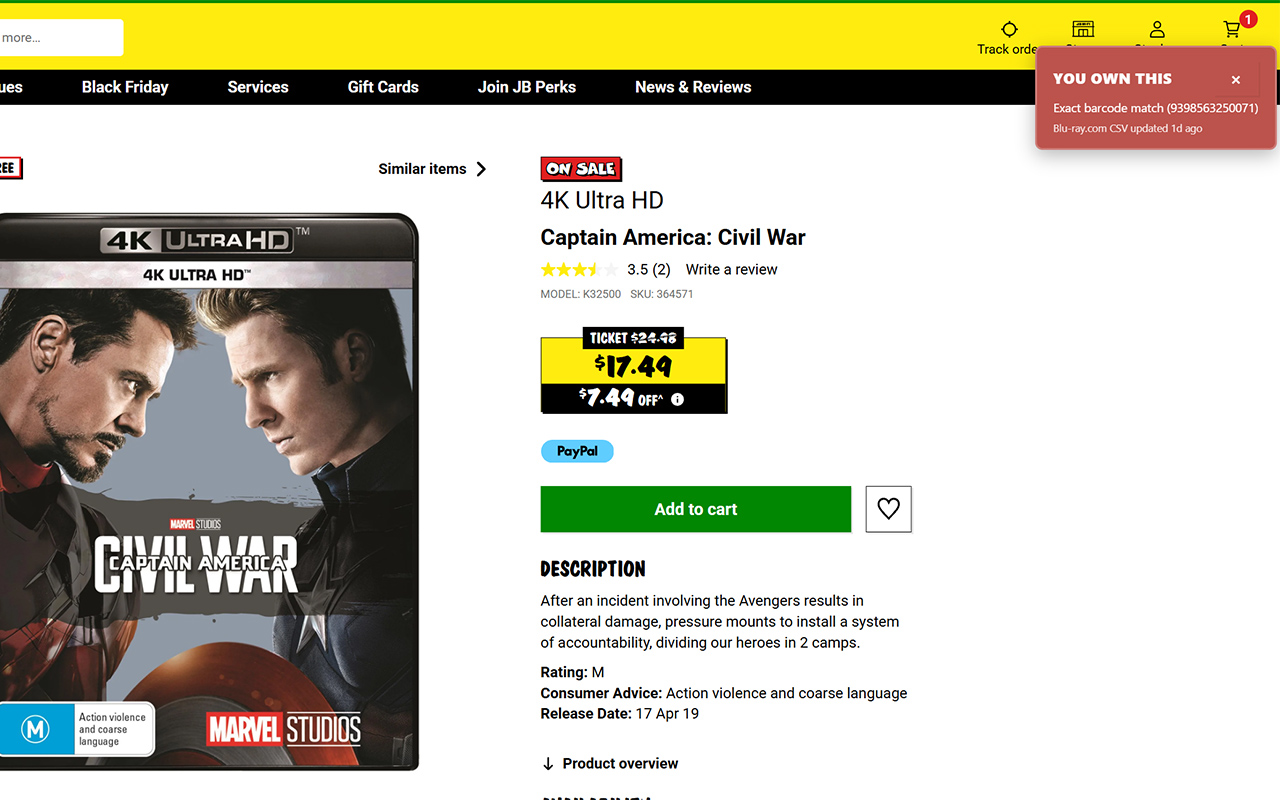 more...
Track orde
1
ues
Black Friday
Services
Gift Cards
Join JB Perks
News & Reviews
YOU OWN THIS
×
Exact barcode match (9398563250071)
Blu-ray.com CSV updated 1d ago
REE
Similar items
ON SALE
4K Ultra HD
Captain America: Civil War
3.5 (2) Write a review
MODEL: K32500 SKU: 364571
TICKET $24.98
$17.49
$7.49 OFF^
PayPal
Add to cart
DESCRIPTION
After an incident involving the Avengers results in
collateral damage, pressure mounts to install a system
of accountability, dividing our heroes in 2 camps.
Rating: M
Consumer Advice: Action violence and coarse language
Release Date: 17 Apr 19
Product overview
4K ULTRA HD™
4K ULTRA HD™
MARVEL STUDIOS
CAPTAIN AMERICA
CIVIL WAR
M
Action violence
and coarse
language
MARVEL STUDIOS